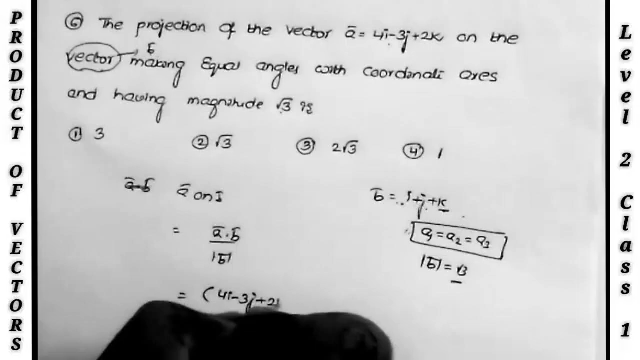 PRODUCT OF VECTORS
⑥ The projection of the vector a̅ = 4i-3j+2k on the
vector b̅ making Equal angles with coordinati axes
and having magnitude √3 is
① 3 ② √3 ③ 2√3 ④ 1
a̅ on b̅
b̅ = i+j+k
= a̅.b̅ / |b̅|
a₁ = a₂ = a₃
|b̅| = √3
= (4i-3j+2
Level 2 Class 1